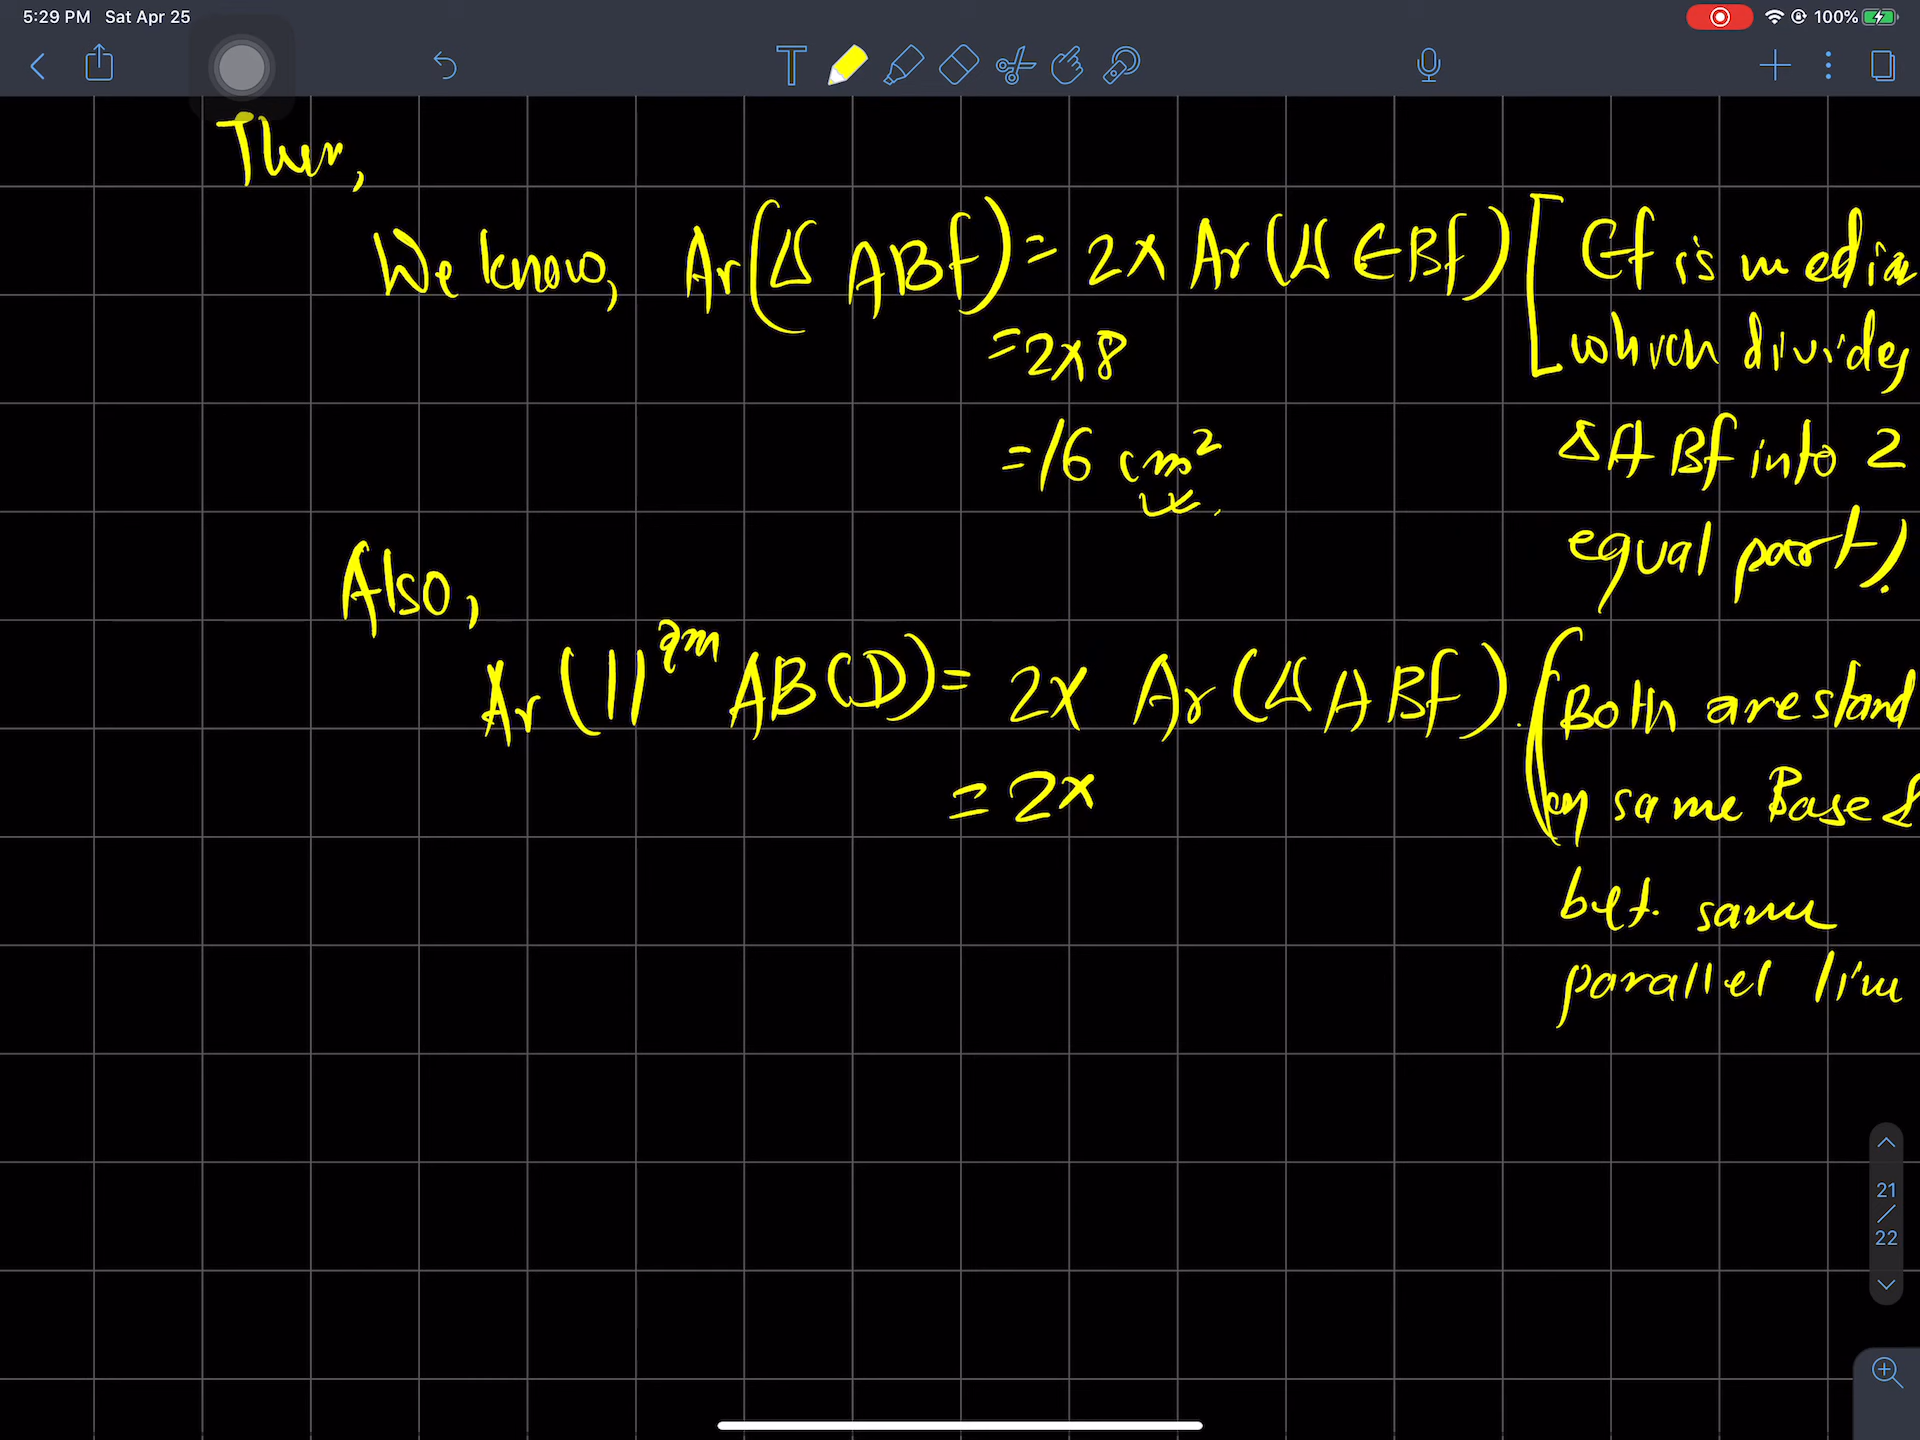 5:29 PM Sat Apr 25
100%
Then,
We know, Ar(Δ ABf) = 2x Ar(Δ EBf) [Ef is media
= 2x8 which divides
= 16 cm² ΔABf into 2
equal part).
Also,
Ar (||gm ABCD) = 2x Ar(Δ ABf). (Both are stand
= 2x on same Base &
bet. same
parallel line
21
/
22